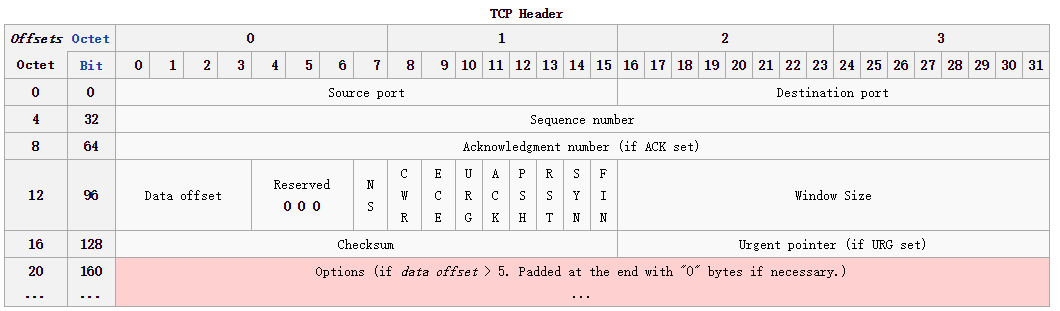 TCP Header
Offsets Octet 0 1 2 3
Octet Bit 0 1 2 3 4 5 6 7 8 9 10 11 12 13 14 15 16 17 18 19 20 21 22 23 24 25 26 27 28 29 30 31
0 0 Source port Destination port
4 32 Sequence number
8 64 Acknowledgment number (if ACK set)
12 96 Data offset Reserved 0 0 0 NS CWR ECE URG ACK PSH RST SYN FIN Window Size
16 128 Checksum Urgent pointer (if URG set)
20 160 Options (if data offset > 5. Padded at the end with "0" bytes if necessary.)
... ... ...